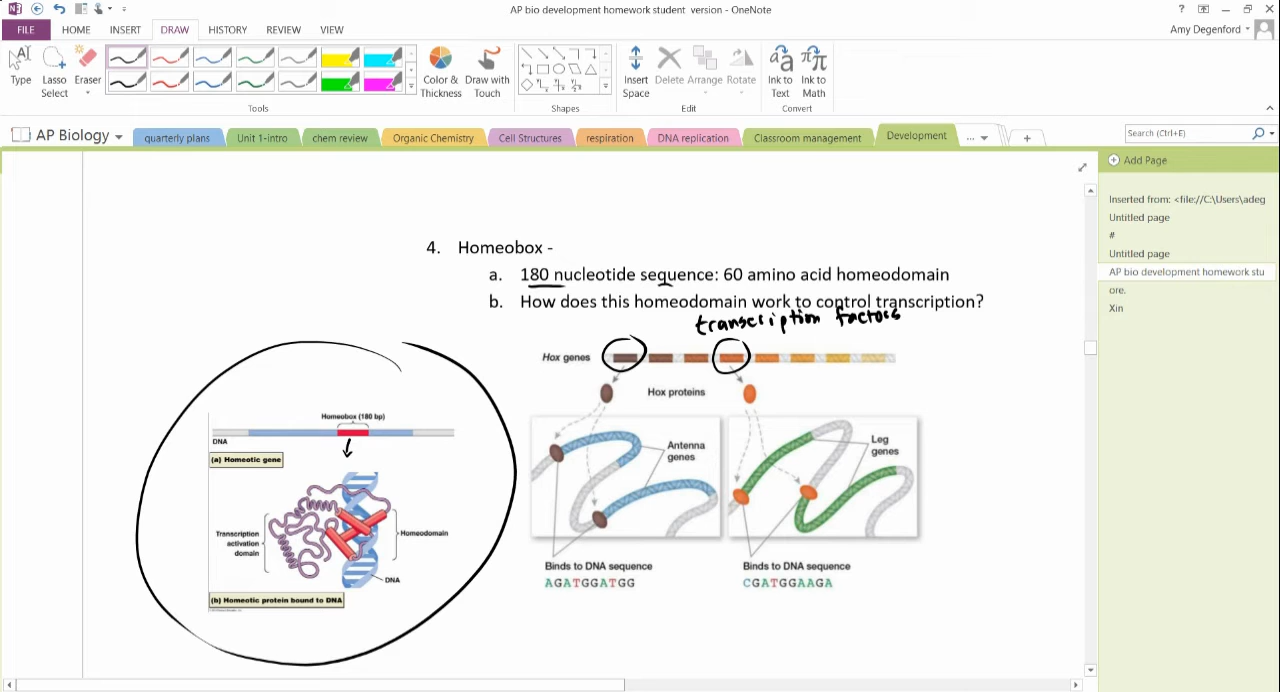 AP bio development homework student version - OneNote
?
Amy Degenford
FILE HOME INSERT DRAW HISTORY REVIEW VIEW
Type Lasso Select Eraser Color & Thickness Draw with Touch Insert Space Delete Arrange Rotate Ink to Text Ink to Math
Tools Shapes Edit Convert
AP Biology quarterly plans Unit 1-intro chem review Organic Chemistry Cell Structures respiration DNA replication Classroom management Development ... + Search (Ctrl+E)
Add Page
Inserted from: <file://C:\Users\adeg
Untitled page
#
Untitled page
AP bio development homework stu
ore.
Xin
4. Homeobox -
a. 180 nucleotide sequence: 60 amino acid homeodomain
b. How does this homeodomain work to control transcription?
transcription factors
Hox genes
Hox proteins
Antenna genes
Leg genes
Binds to DNA sequence
AGATGGATGG
Binds to DNA sequence
CGATGGAAGA
Homeobox (180 bp)
DNA
(a) Homeotic gene
Transcription activation domain
Homeodomain
DNA
(b) Homeotic protein bound to DNA